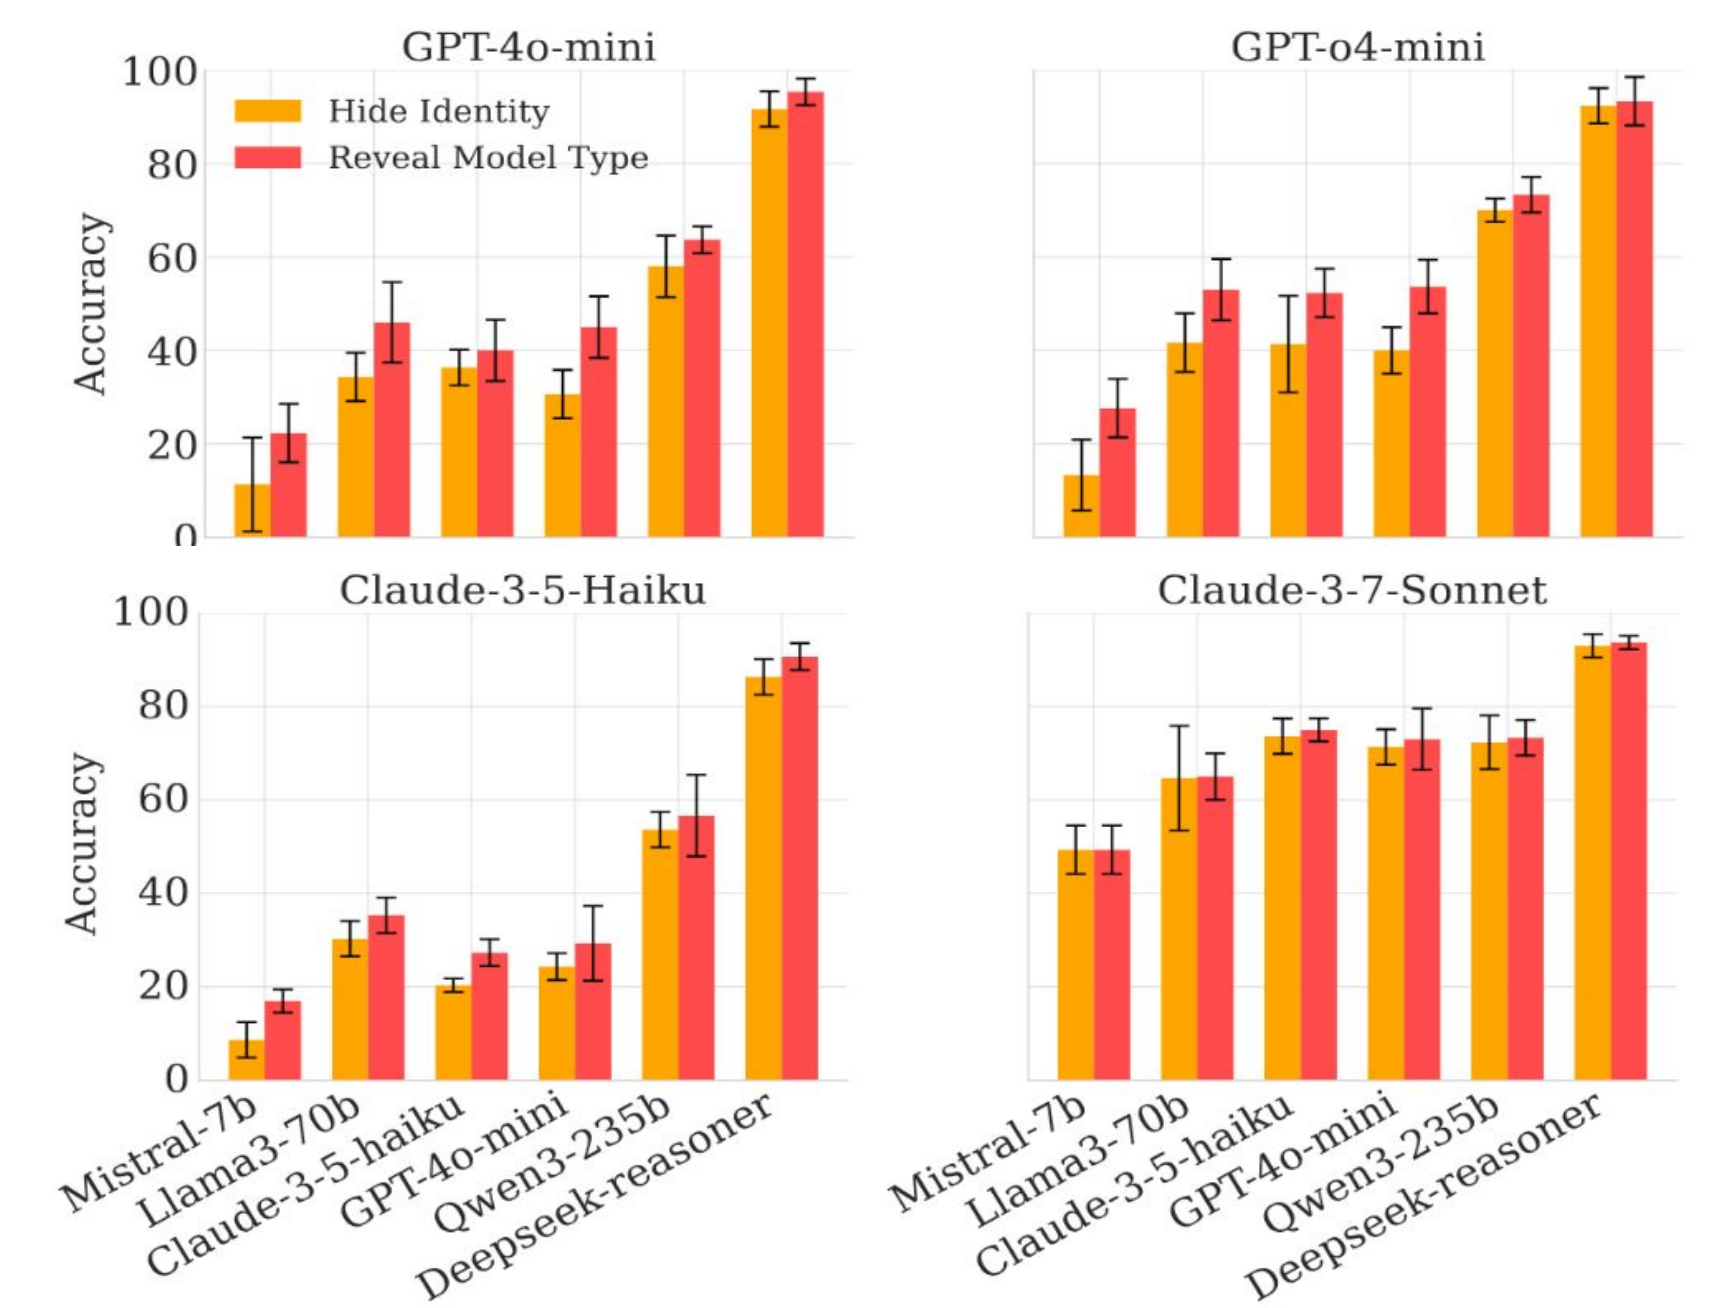 GPT-4o-mini
GPT-o4-mini
100
80
60
40
20
0
Accuracy
Hide Identity
Reveal Model Type
Claude-3-5-Haiku
Claude-3-7-Sonnet
100
80
60
40
20
0
Accuracy
Mistral-7b
Llama3-70b
Claude-3-5-haiku
GPT-4o-mini
Qwen3-235b
Deepseek-reasoner
Mistral-7b
Llama3-70b
Claude-3-5-haiku
GPT-4o-mini
Qwen3-235b
Deepseek-reasoner